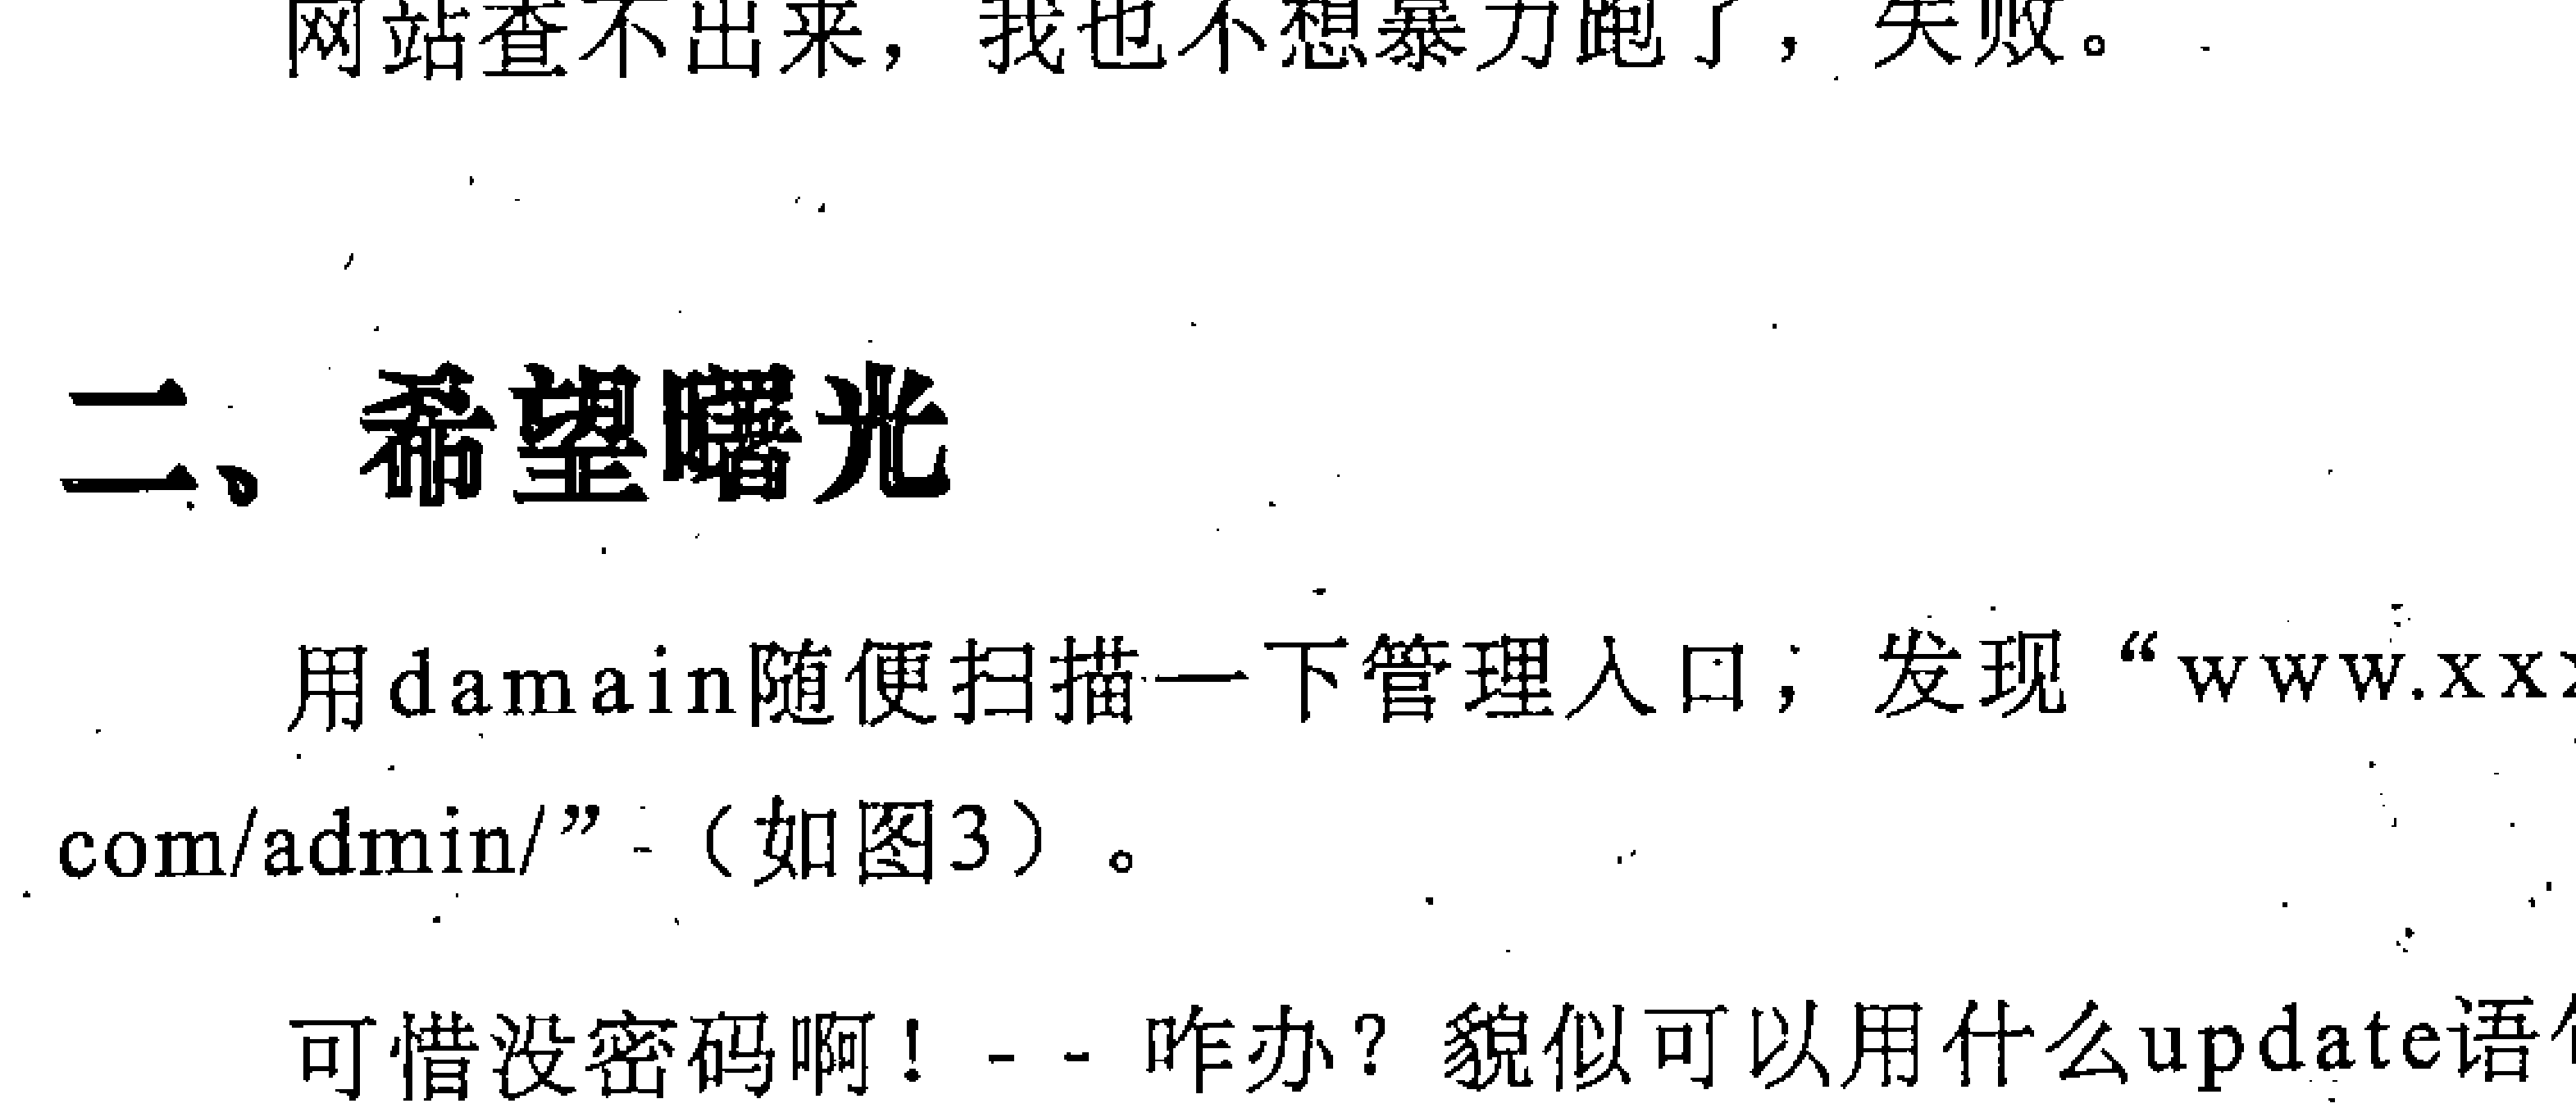 网站查不出来，我也不想暴力跑了，失败。
二、希望曙光
用damain随便扫描一下管理入口；发现“www.xxx
com/admin/”（如图3）。
可惜没密码啊！- - 咋办？貌似可以用什么update语句